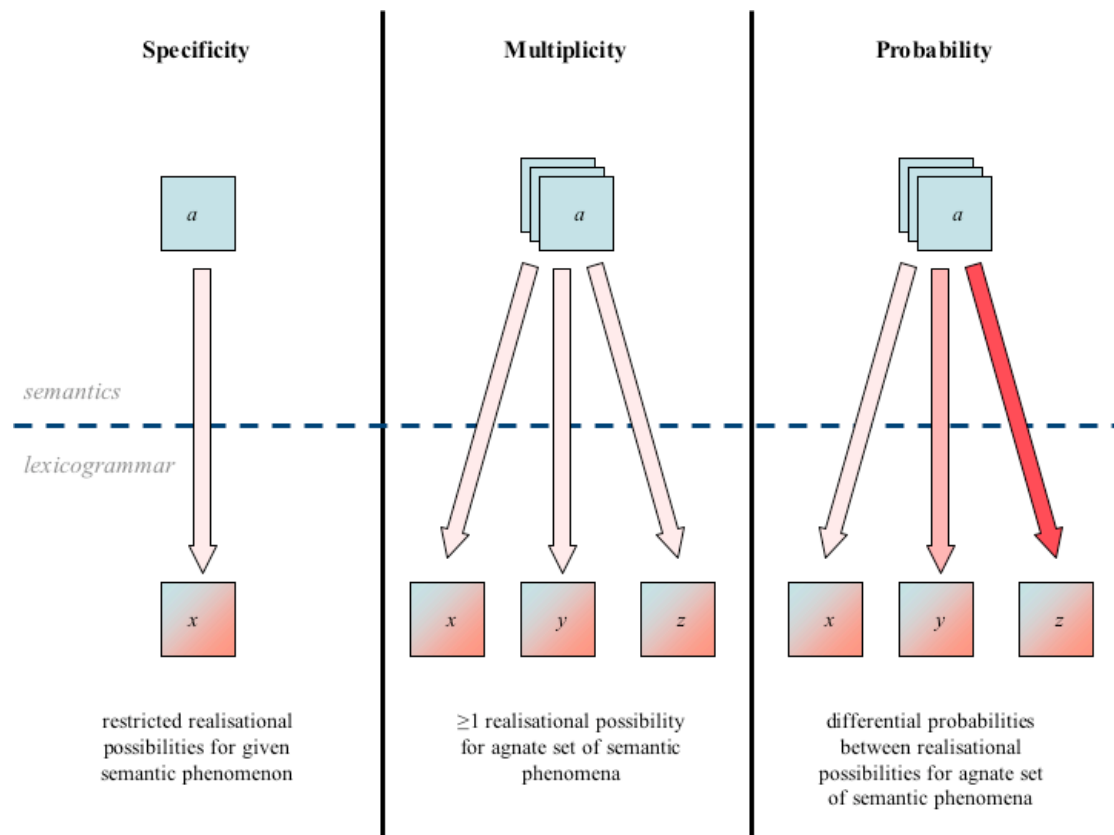 Specificity
Multiplicity
Probability
a
a
a
semantics
lexicogrammar
x
x
y
z
x
y
z
restricted realisational
possibilities for given
semantic phenomenon
≥1 realisational possibility
for agnate set of semantic
phenomena
differential probabilities
between realisational
possibilities for agnate set
of semantic phenomena